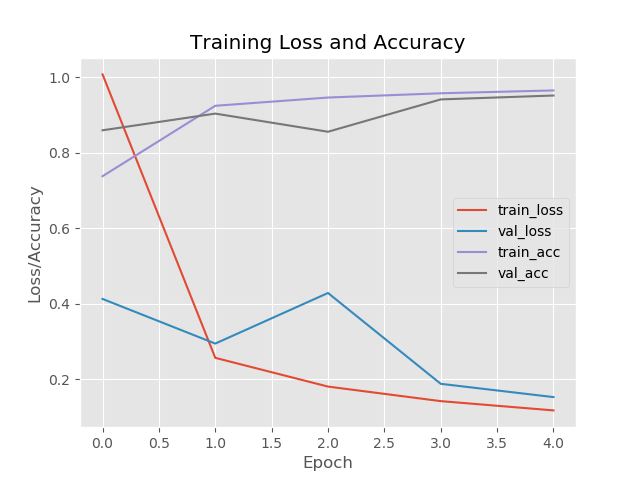 Training Loss and Accuracy
1.0
0.8
0.6
0.4
0.2
Loss/Accuracy
train_loss
val_loss
train_acc
val_acc
0.0 0.5 1.0 1.5 2.0 2.5 3.0 3.5 4.0
Epoch